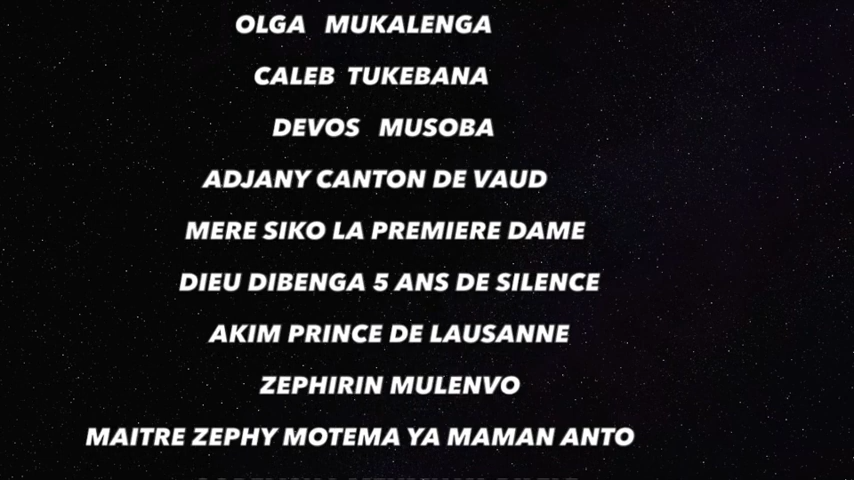 OLGA MUKALENGA
CALEB TUKEBANA
DEVOS MUSOBA
ADJANY CANTON DE VAUD
MERE SIKO LA PREMIERE DAME
DIEU DIBENGA 5 ANS DE SILENCE
AKIM PRINCE DE LAUSANNE
ZEPHIRIN MULENVO
MAITRE ZEPHY MOTEMA YA MAMAN ANTO